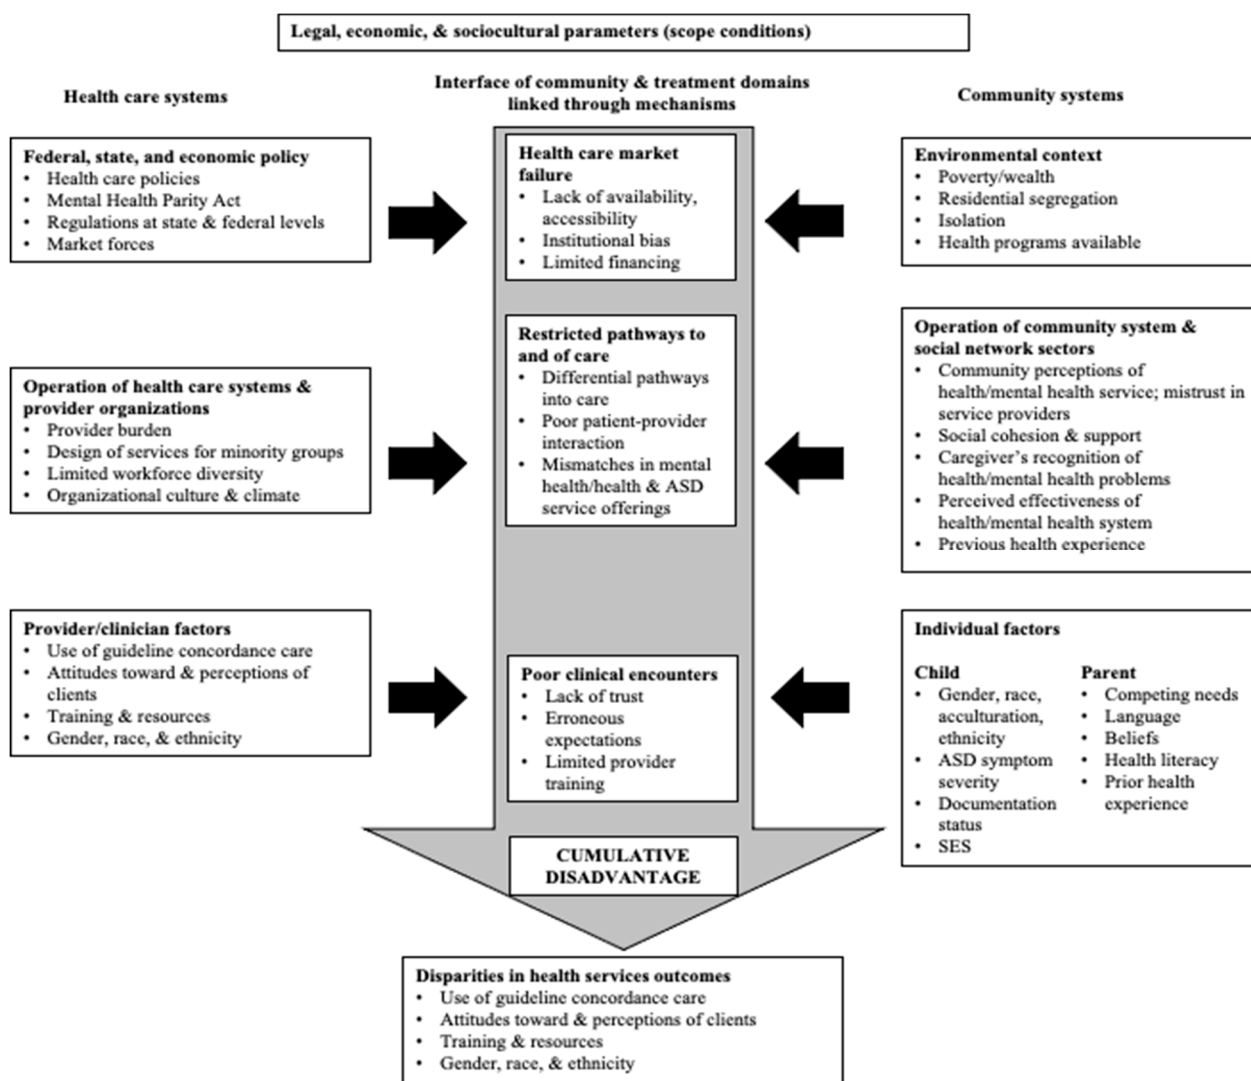 Legal, economic, & sociocultural parameters (scope conditions)
Health care systems
Interface of community & treatment domains
linked through mechanisms
Community systems
Federal, state, and economic policy
• Health care policies
• Mental Health Parity Act
• Regulations at state & federal levels
• Market forces
Health care market
failure
• Lack of availability,
accessibility
• Institutional bias
• Limited financing
Environmental context
• Poverty/wealth
• Residential segregation
• Isolation
• Health programs available
Operation of health care systems &
provider organizations
• Provider burden
• Design of services for minority groups
• Limited workforce diversity
• Organizational culture & climate
Restricted pathways to
and of care
• Differential pathways
into care
• Poor patient-provider
interaction
• Mismatches in mental
health/health & ASD
service offerings
Operation of community system &
social network sectors
• Community perceptions of
health/mental health service; mistrust in
service providers
• Social cohesion & support
• Caregiver's recognition of
health/mental health problems
• Perceived effectiveness of
health/mental health system
• Previous health experience
Provider/clinician factors
• Use of guideline concordance care
• Attitudes toward & perceptions of
clients
• Training & resources
• Gender, race, & ethnicity
Poor clinical encounters
• Lack of trust
• Erroneous
expectations
• Limited provider
training
Individual factors
Child
• Gender, race,
acculturation,
ethnicity
• ASD symptom
severity
• Documentation
status
• SES
Parent
• Competing needs
• Language
• Beliefs
• Health literacy
• Prior health
experience
CUMULATIVE
DISADVANTAGE
Disparities in health services outcomes
• Use of guideline concordance care
• Attitudes toward & perceptions of clients
• Training & resources
• Gender, race, & ethnicity